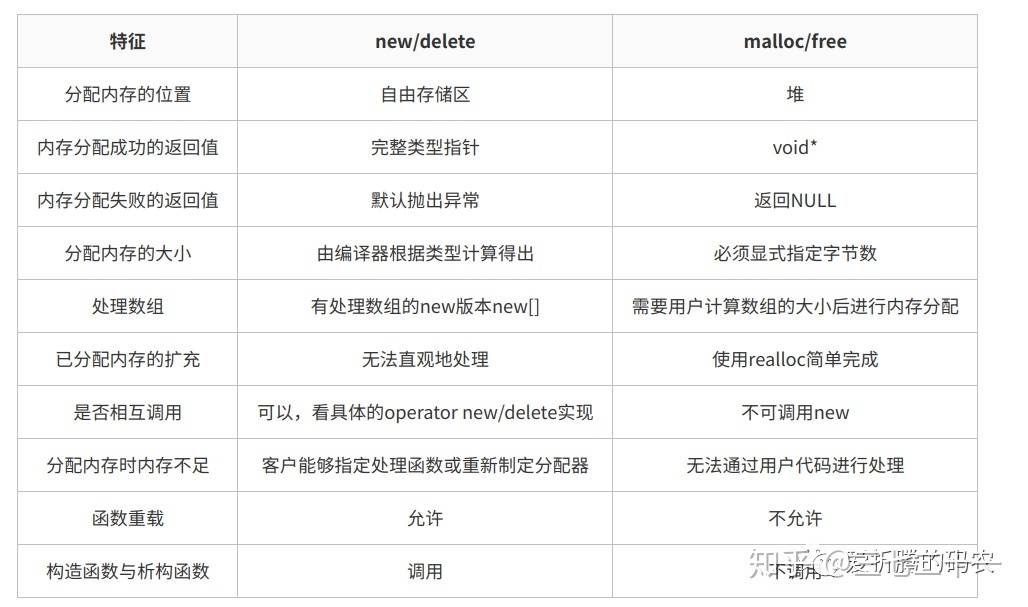 特征 new/delete malloc/free
分配内存的位置 自由存储区 堆
内存分配成功的返回值 完整类型指针 void*
内存分配失败的返回值 默认抛出异常 返回NULL
分配内存的大小 由编译器根据类型计算得出 必须显式指定字节数
处理数组 有处理数组的new版本new[] 需要用户计算数组的大小后进行内存分配
已分配内存的扩充 无法直观地处理 使用realloc简单完成
是否相互调用 可以，看具体的operator new/delete实现 不可调用new
分配内存时内存不足 客户能够指定处理函数或重新制定分配器 无法通过用户代码进行处理
函数重载 允许 不允许
构造函数与析构函数 调用 不调用
知乎 爱折腾的码农